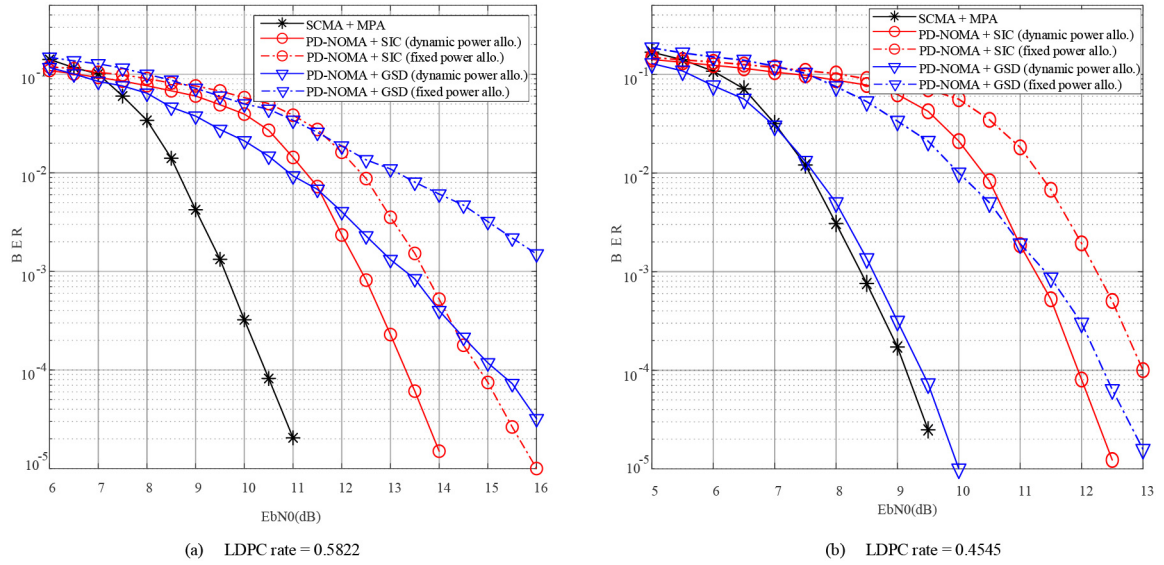 SCMA + MPA
PD-NOMA + SIC (dynamic power allo.)
PD-NOMA + SIC (fixed power allo.)
PD-NOMA + GSD (dynamic power allo.)
PD-NOMA + GSD (fixed power allo.)
10-1
10-2
10-3
10-4
10-5
B E R
6 7 8 9 10 11 12 13 14 15 16
EbN0(dB)
(a) LDPC rate = 0.5822
SCMA + MPA
PD-NOMA + SIC (dynamic power allo.)
PD-NOMA + SIC (fixed power allo.)
PD-NOMA + GSD (dynamic power allo.)
PD-NOMA + GSD (fixed power allo.)
10-1
10-2
10-3
10-4
10-5
B E R
5 6 7 8 9 10 11 12 13
EbN0(dB)
(b) LDPC rate = 0.4545